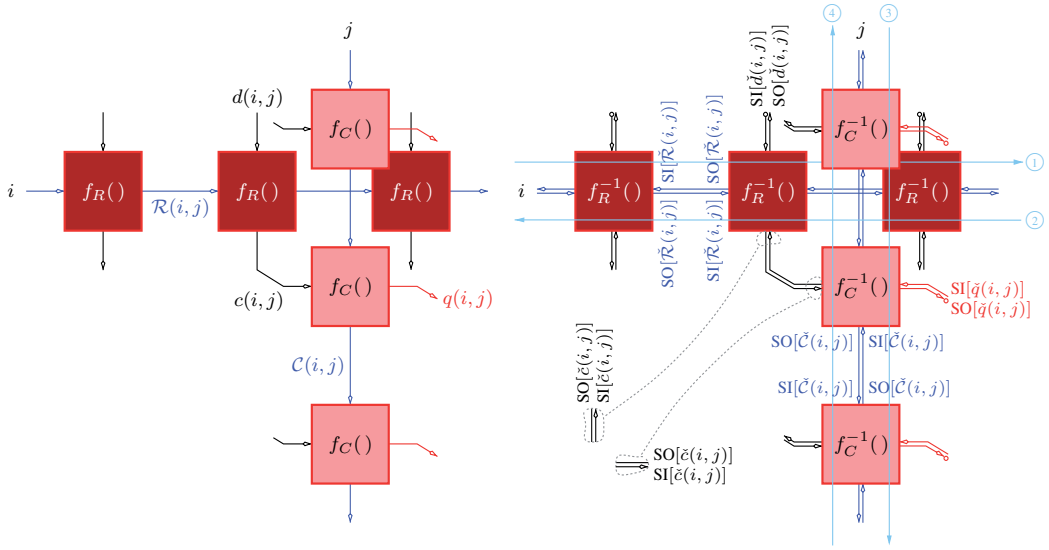 j
d(i, j)
f_C()
i
f_R()
f_R()
f_R()
R(i, j)
c(i, j)
f_C()
q(i, j)
C(i, j)
f_C()
④
③
j
SI[ď(i, j)]
SO[ď(i, j)]
f_C^{-1}()
SI[Ř(i, j)]
SO[Ř(i, j)]
①
i
f_R^{-1}()
f_R^{-1}()
f_R^{-1}()
②
SO[Ř(i, j)]
SI[Ř(i, j)]
f_C^{-1}()
SI[q̌(i, j)]
SO[q̌(i, j)]
SO[Č(i, j)]
SI[Č(i, j)]
SO[č(i, j)]
SI[č(i, j)]
SI[Č(i, j)]
SO[Č(i, j)]
f_C^{-1}()
SO[č(i, j)]
SI[č(i, j)]